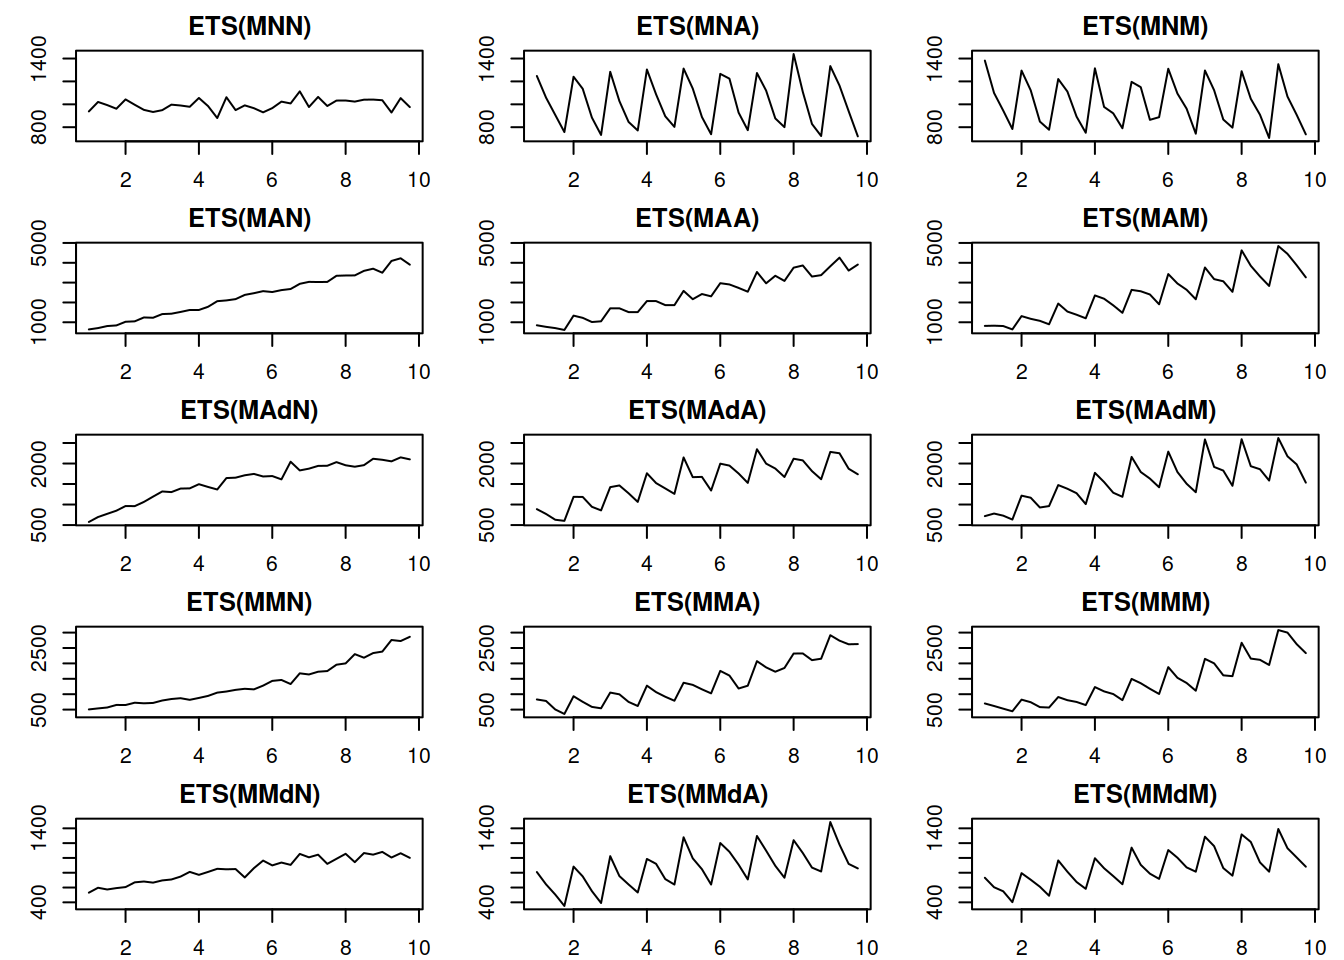 ETS(MNN) ETS(MNA) ETS(MNM)
1400 1400 1400
800 800 800
2 4 6 8 10 2 4 6 8 10 2 4 6 8 10
ETS(MAN) ETS(MAA) ETS(MAM)
5000 5000 5000
1000 1000 1000
2 4 6 8 10 2 4 6 8 10 2 4 6 8 10
ETS(MAdN) ETS(MAdA) ETS(MAdM)
2000 2000 2000
500 500 500
2 4 6 8 10 2 4 6 8 10 2 4 6 8 10
ETS(MMN) ETS(MMA) ETS(MMM)
2500 2500 2500
500 500 500
2 4 6 8 10 2 4 6 8 10 2 4 6 8 10
ETS(MMdN) ETS(MMdA) ETS(MMdM)
1400 1400 1400
400 400 400
2 4 6 8 10 2 4 6 8 10 2 4 6 8 10